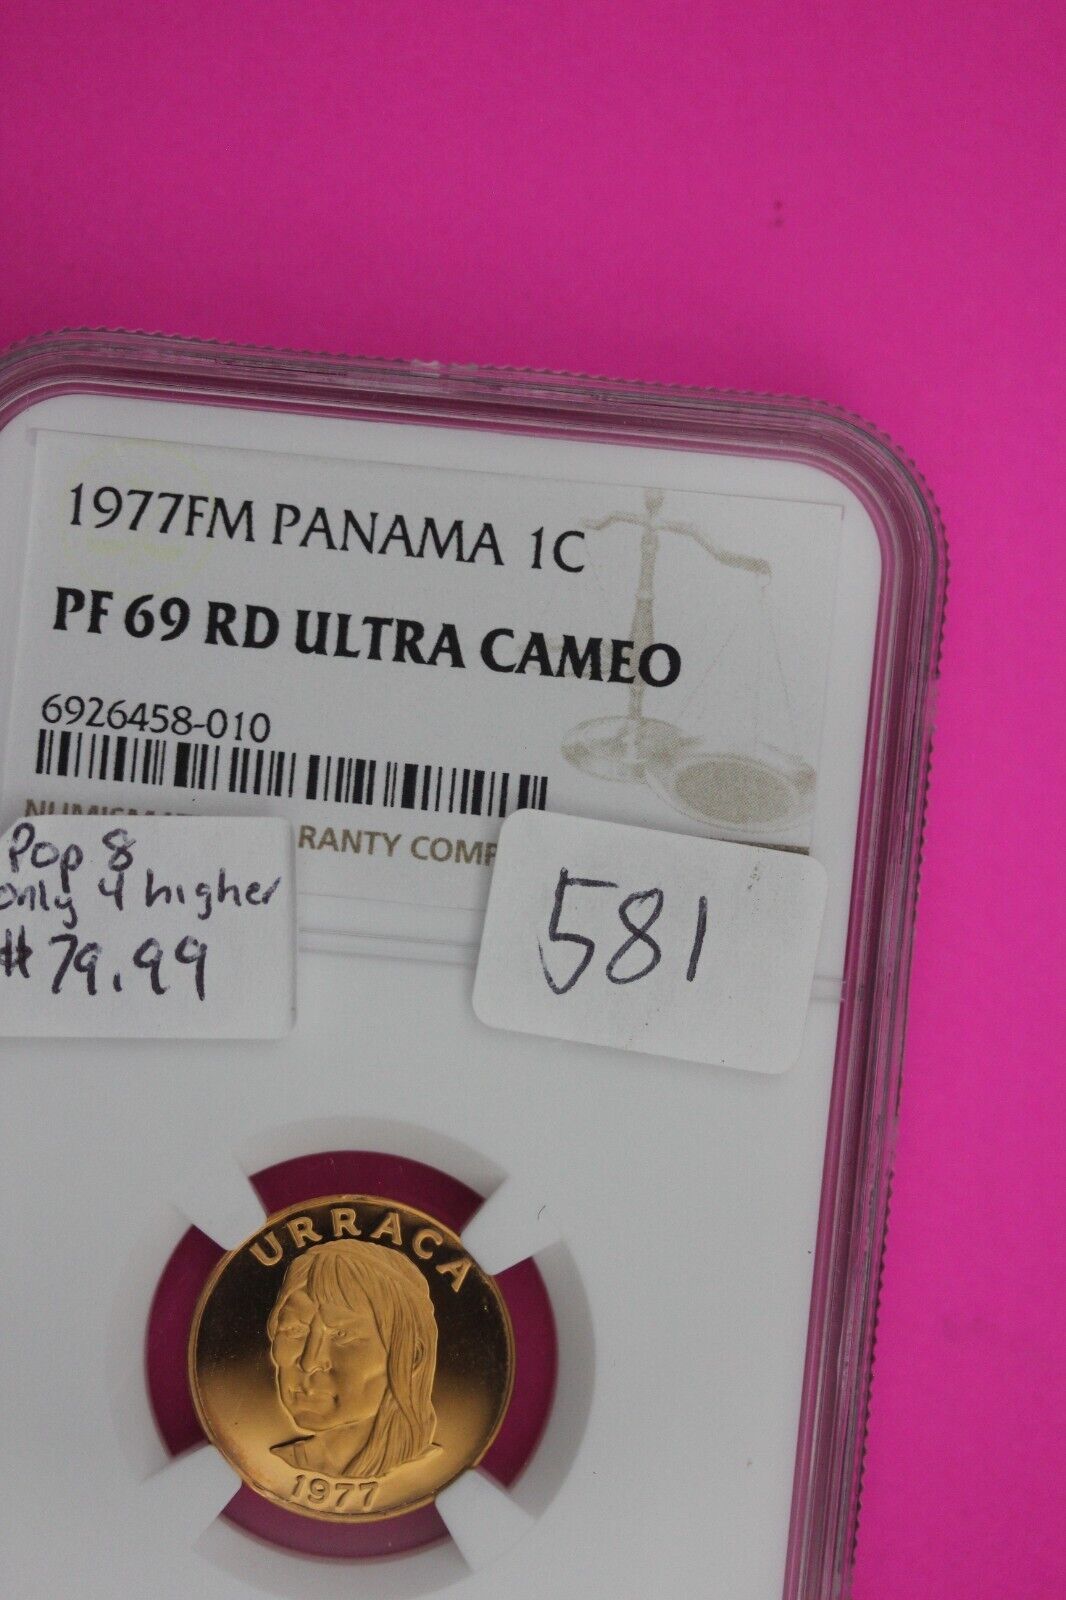 1977FM PANAMA 1C
PF 69 RD ULTRA CAMEO
6926458-010
RANTY COMP
Pop 8
only 4 higher
$79.99
581
URRACA
1977